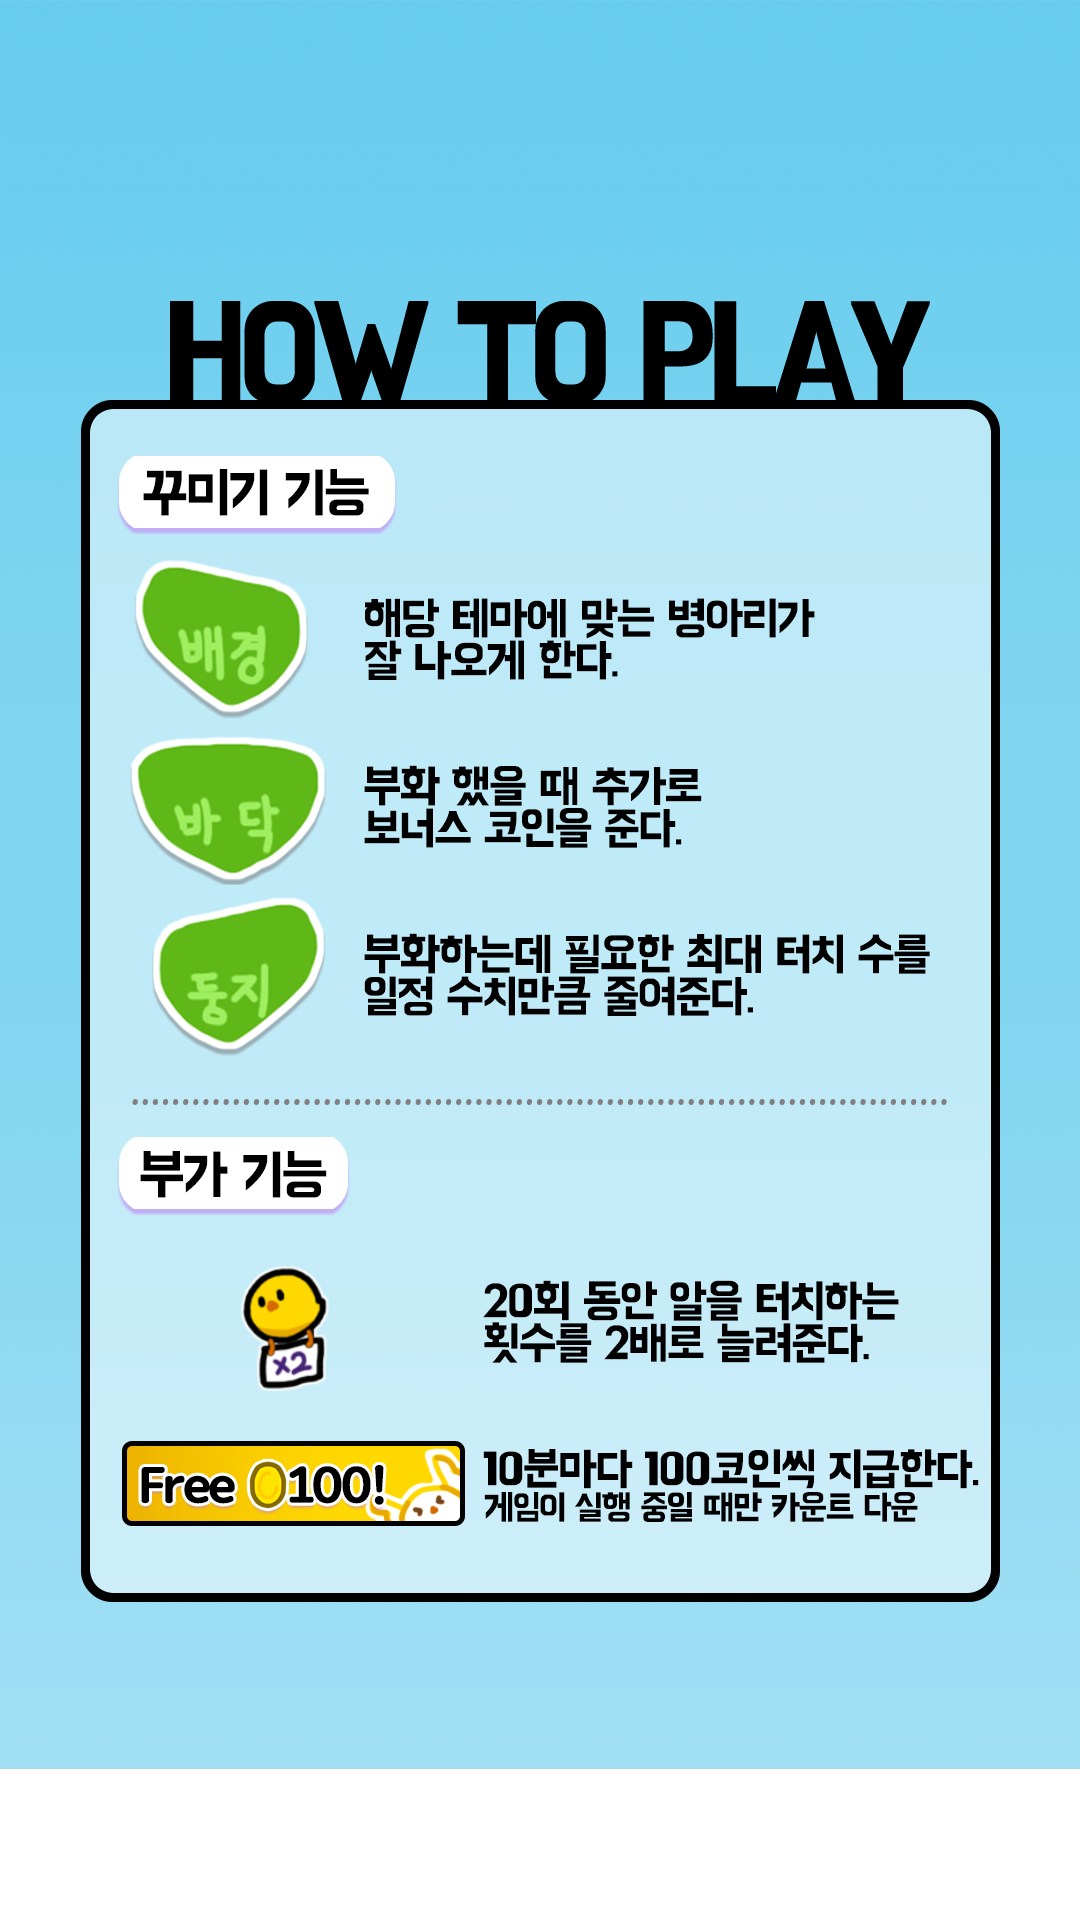 HOW TO PLAY
꾸미기 기능
배경
해당 테마에 맞는 병아리가
잘 나오게 한다.
바닥
부화 했을 때 추가로
보너스 코인을 준다.
둥지
부화하는데 필요한 최대 터치 수를
일정 수치만큼 줄여준다.
부가 기능
x2
20회 동안 알을 터치하는
횟수를 2배로 늘려준다.
Free 100!
10분마다 100코인씩 지급한다.
게임이 실행 중일 때만 카운트 다운